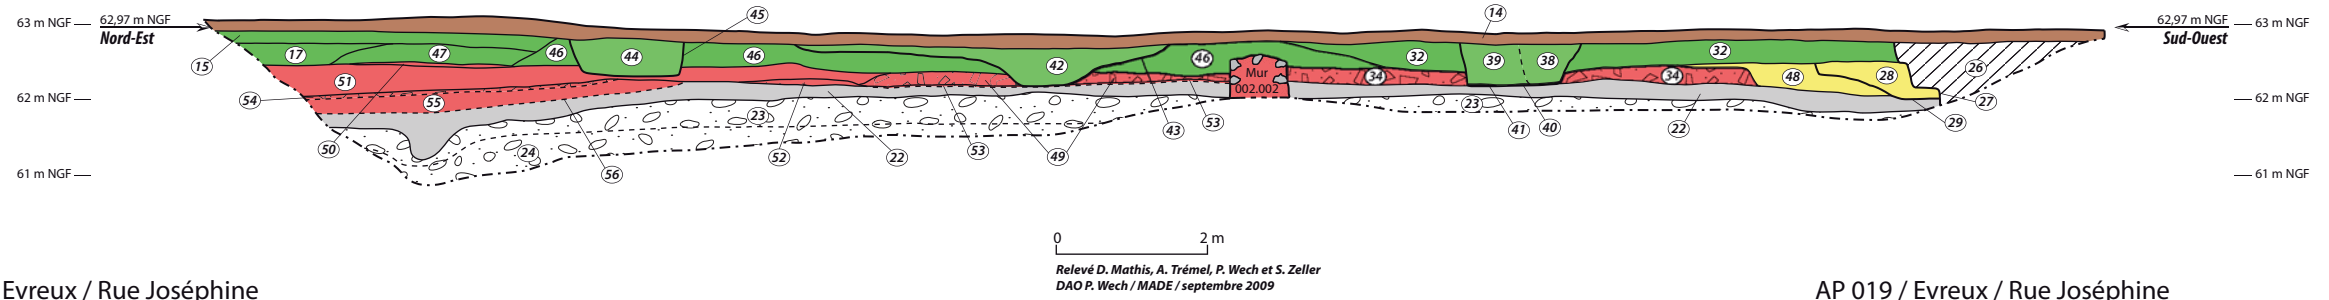 63 m NGF
62,97 m NGF
Nord-Est
45
14
62,97 m NGF
63 m NGF
Sud-Ouest
15
17
47
46
44
46
42
46
32
39
38
32
26
51
55
54
Mur
002.002
34
34
48
28
27
62 m NGF
62 m NGF
23
23
50
24
56
52
22
53
49
43
53
41
40
22
29
61 m NGF
61 m NGF
0 2 m
Relevé D. Mathis, A. Trémel, P. Wech et S. Zeller
DAO P. Wech / MADE / septembre 2009
Evreux / Rue Joséphine
AP 019 / Evreux / Rue Joséphine